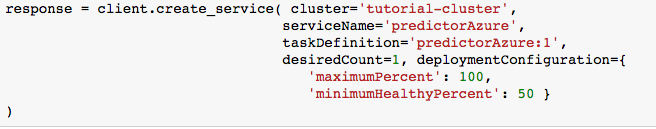 response = client.create_service( cluster='tutorial-cluster',
                                  serviceName='predictorAzure',
                                  taskDefinition='predictorAzure:1',
                                  desiredCount=1, deploymentConfiguration={
                                     'maximumPercent': 100,
                                     'minimumHealthyPercent': 50 }
)